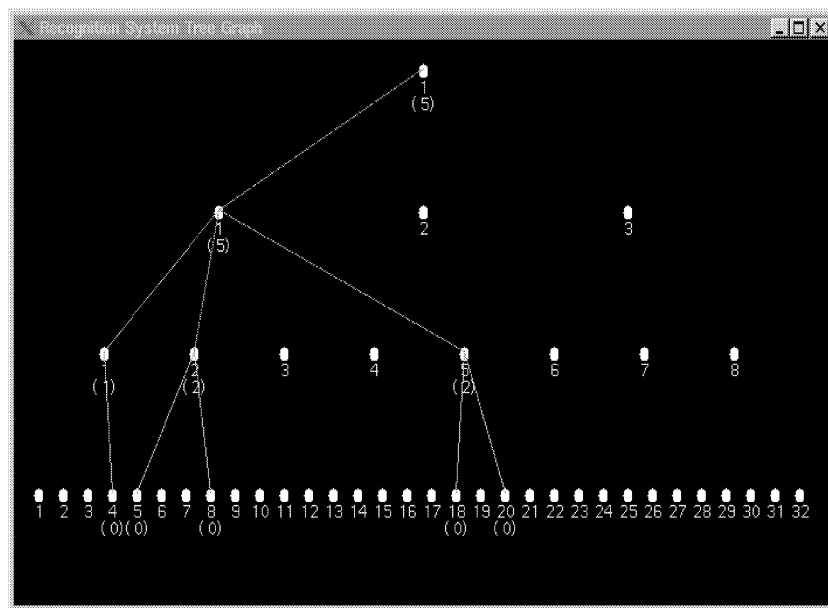 Recognition System Tree Graph
1
( 5)
1 2 3
( 5)
1 2 3 4 5 6 7 8
( 1) ( 2) ( 2)
1 2 3 4 5 6 7 8 9 10 11 12 13 14 15 16 17 18 19 20 21 22 23 24 25 26 27 28 29 30 31 32
( 0) ( 0) ( 0) ( 0) ( 0)